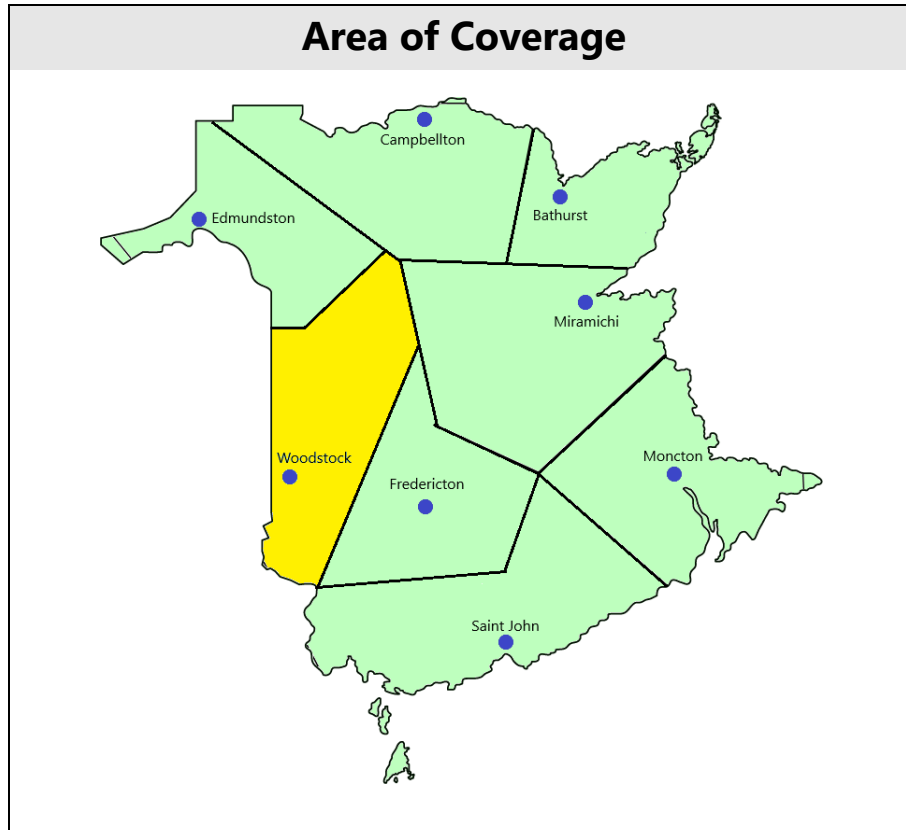 Area of Coverage
Campbellton
Edmundston
Bathurst
Miramichi
Woodstock
Moncton
Fredericton
Saint John